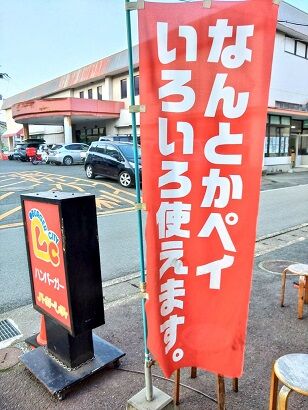 なんとかペイ
いろいろ使えます。
ハンバーガー